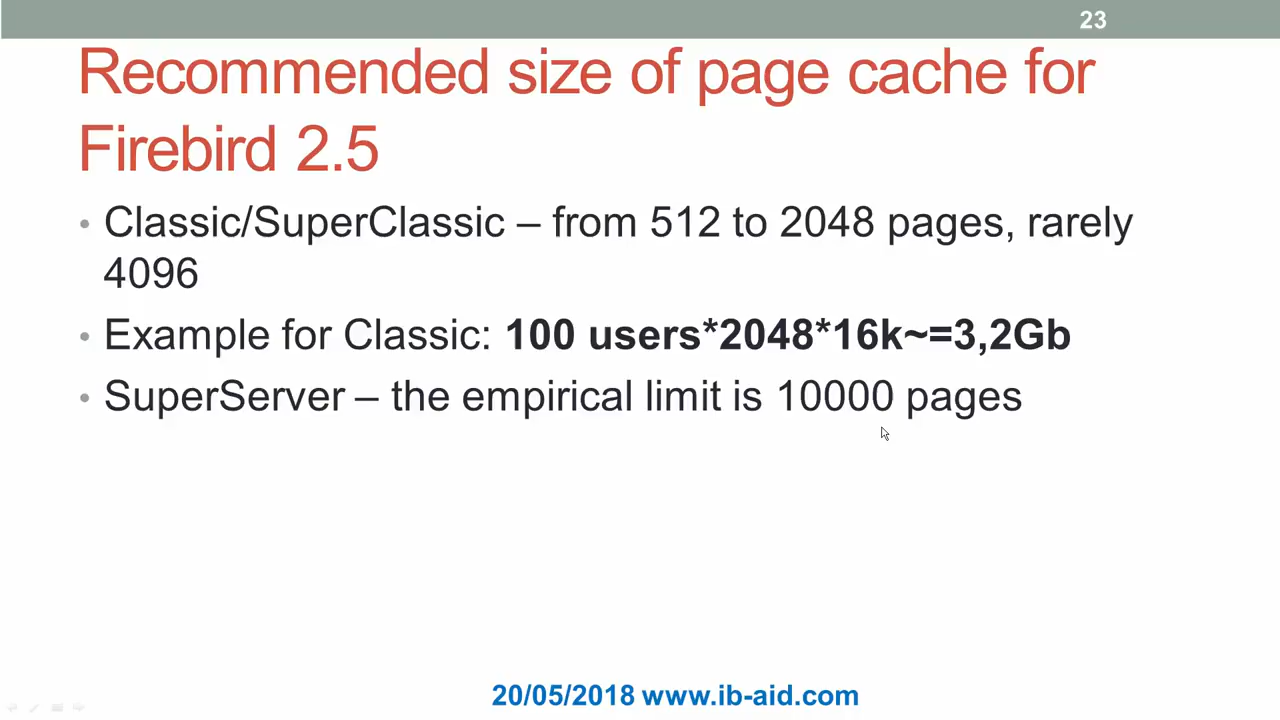 23
Recommended size of page cache for
Firebird 2.5
• Classic/SuperClassic – from 512 to 2048 pages, rarely
4096
• Example for Classic: 100 users*2048*16k~=3,2Gb
• SuperServer – the empirical limit is 10000 pages
20/05/2018 www.ib-aid.com